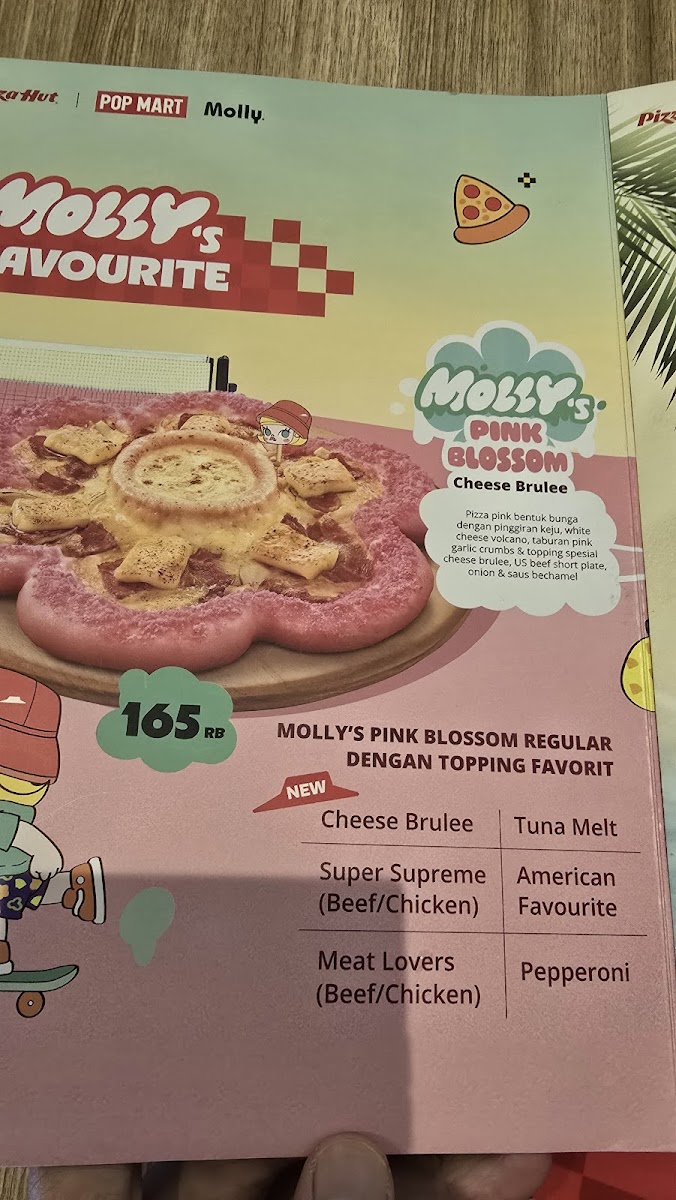 zaHut
POP MART
Molly
MOLLY's
AVOURITE
MOLLY's
PINK
BLOSSOM
Cheese Brulee
Pizza pink bentuk bunga
dengan pinggiran keju, white
cheese volcano, taburan pink
garlic crumbs & topping spesial
cheese brulee, US beef short plate,
onion & saus bechamel
165 RB
MOLLY'S PINK BLOSSOM REGULAR
DENGAN TOPPING FAVORIT
NEW
Cheese Brulee
Tuna Melt
Super Supreme
(Beef/Chicken)
American
Favourite
Meat Lovers
(Beef/Chicken)
Pepperoni
Pizz